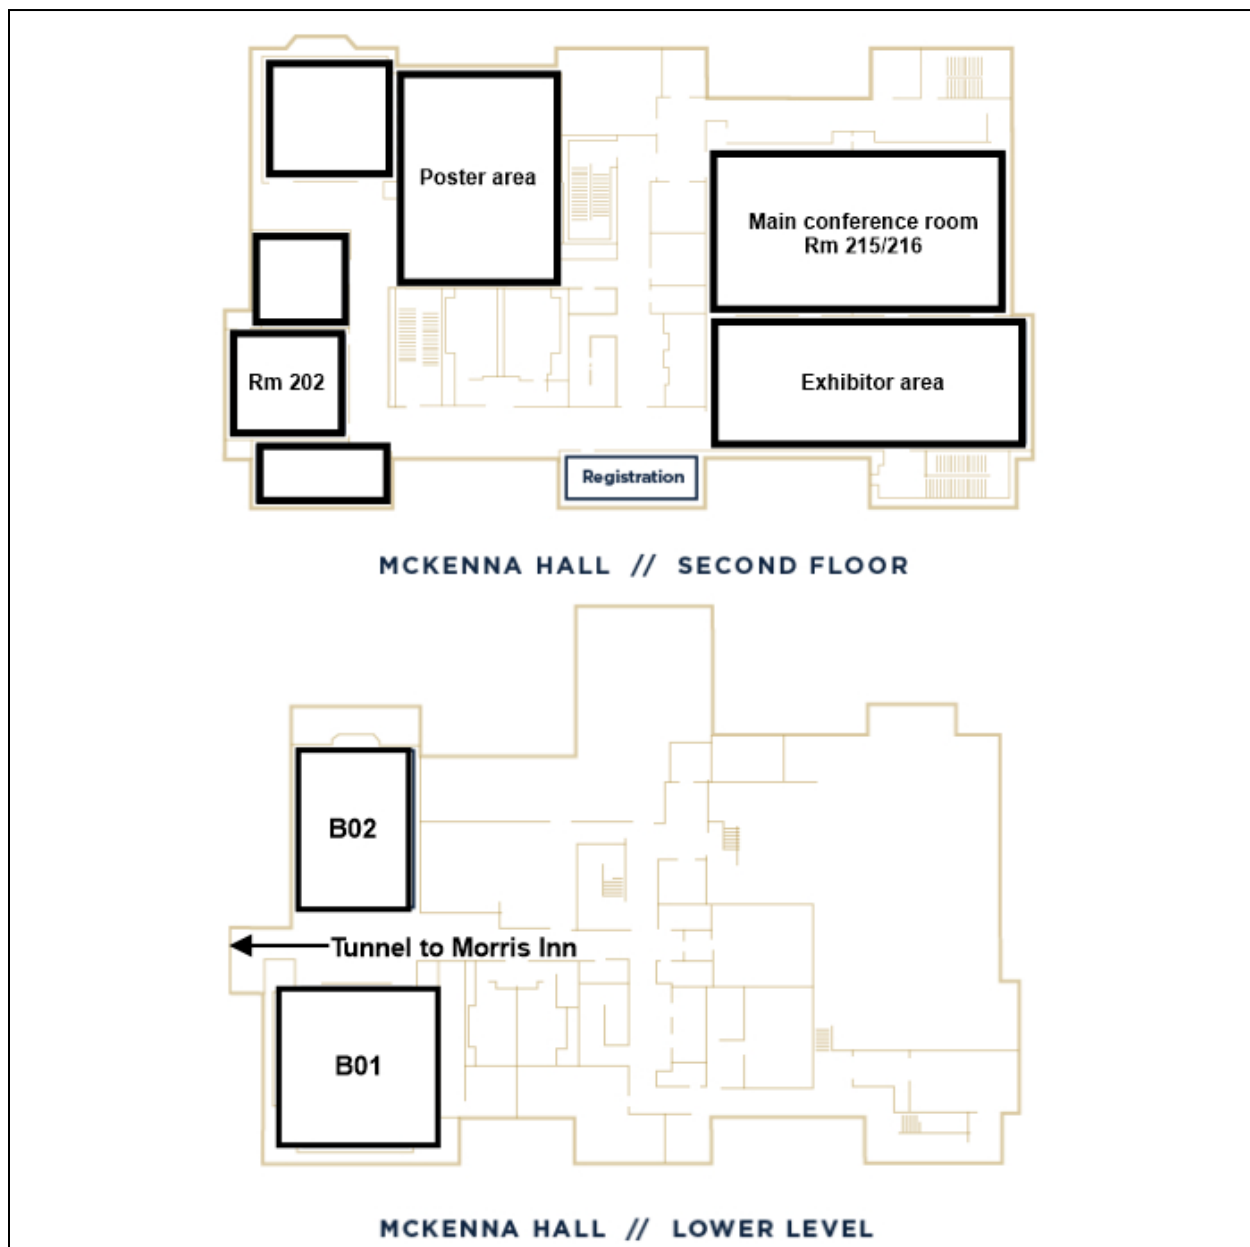 Poster area
Main conference room
Rm 215/216
Rm 202
Exhibitor area
Registration
MCKENNA HALL // SECOND FLOOR
B02
Tunnel to Morris Inn
B01
MCKENNA HALL // LOWER LEVEL